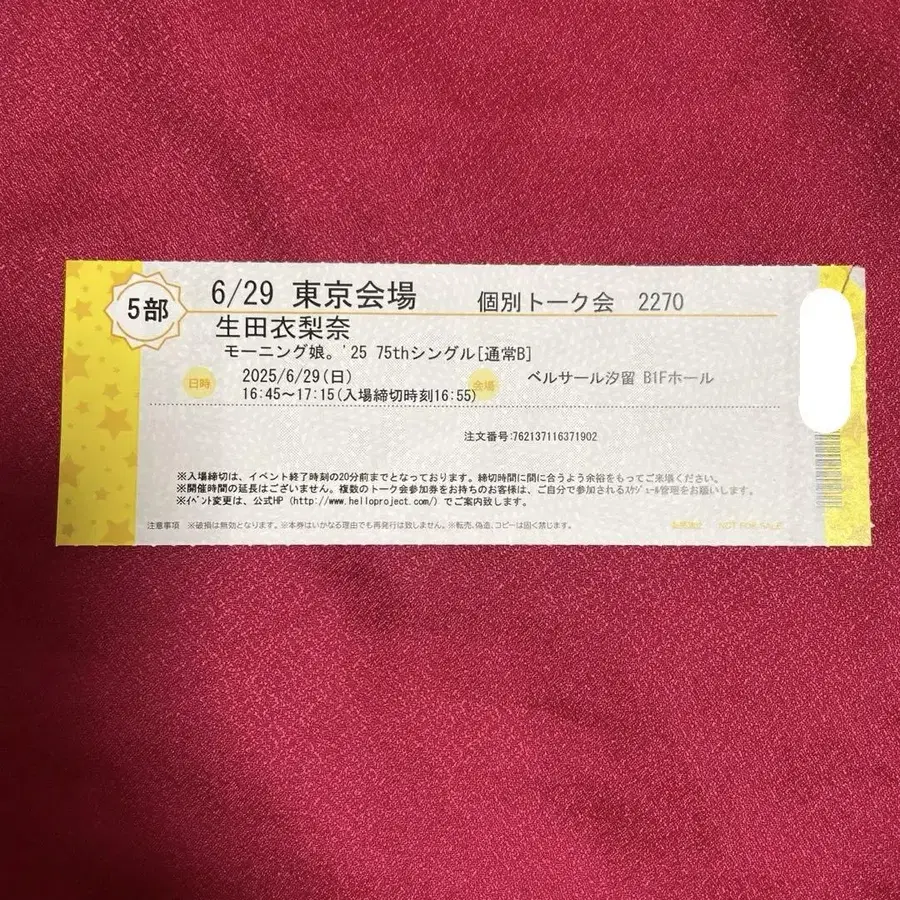 5部
6/29 東京会場 個別トーク会 2270
生田衣梨奈
モーニング娘。'25 75thシングル[通常B]
日時 2025/6/29(日) 会場 ベルサール汐留 B1Fホール
16:45〜17:15(入場締切時刻16:55)
注文番号:762137116371902
※入場締切は、イベント終了時刻の20分前までとなっております。締切時間に間に合うよう余裕をもってご来場ください。
※開催時間の延長はございません。複数のトーク会参加券をお持ちのお客様は、ご自分で参加されるスケジュール管理をお願いします。
※イベント変更は、公式HP (http://www.helloproject.com/) でご案内致します。
注意事項 ※破損は無効となります。※本券はいかなる理由でも再発行は致しません。※転売、偽造、コピーは固く禁じます。 NOT FOR SALE